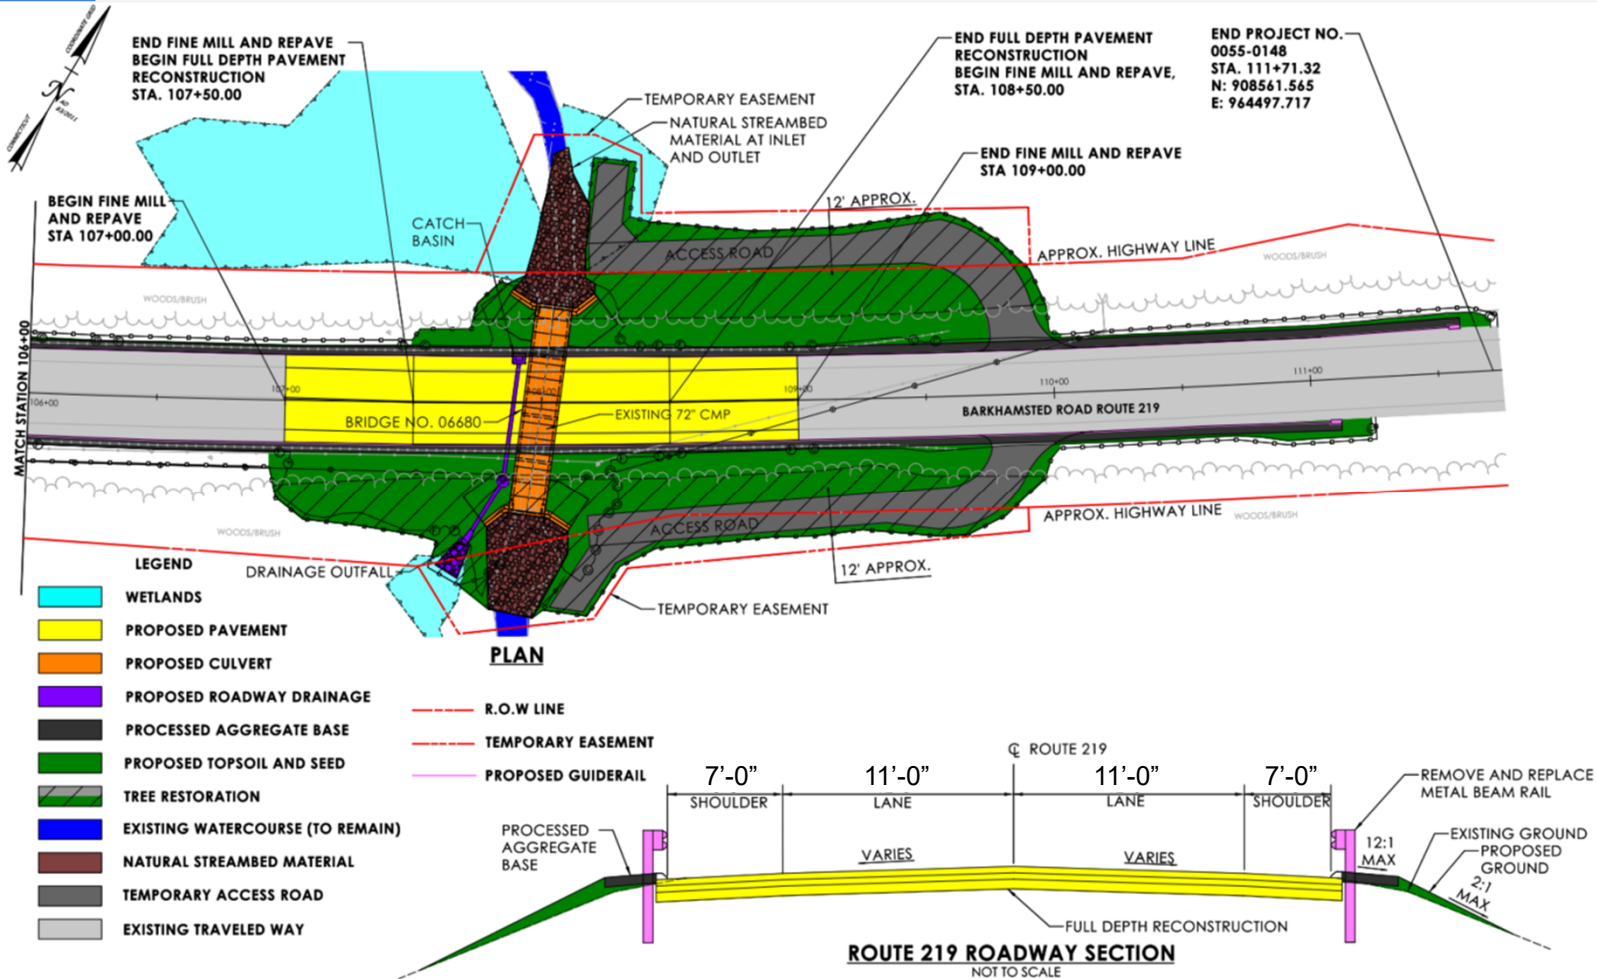 COORDINATE GRID
N
CONNECTICUT
END FINE MILL AND REPAVE
BEGIN FULL DEPTH PAVEMENT
RECONSTRUCTION
STA. 107+50.00
TEMPORARY EASEMENT
NATURAL STREAMBED
MATERIAL AT INLET
AND OUTLET
END FULL DEPTH PAVEMENT
RECONSTRUCTION
BEGIN FINE MILL AND REPAVE,
STA. 108+50.00
END PROJECT NO.
0055-0148
STA. 111+71.32
N: 908561.565
E: 964497.717
END FINE MILL AND REPAVE
STA 109+00.00
BEGIN FINE MILL
AND REPAVE
STA 107+00.00
CATCH
BASIN
12' APPROX.
ACCESS ROAD
APPROX. HIGHWAY LINE
WOODS/BRUSH
WOODS/BRUSH
MATCH STATION 106+00
106+00
107+00
109+00
110+00
111+00
BRIDGE NO. 06680
EXISTING 72" CMP
BARKHAMSTED ROAD ROUTE 219
WOODS/BRUSH
ACCESS ROAD
APPROX. HIGHWAY LINE
WOODS/BRUSH
DRAINAGE OUTFALL
12' APPROX.
TEMPORARY EASEMENT
PLAN
LEGEND
WETLANDS
PROPOSED PAVEMENT
PROPOSED CULVERT
PROPOSED ROADWAY DRAINAGE
PROCESSED AGGREGATE BASE
PROPOSED TOPSOIL AND SEED
TREE RESTORATION
EXISTING WATERCOURSE (TO REMAIN)
NATURAL STREAMBED MATERIAL
TEMPORARY ACCESS ROAD
EXISTING TRAVELED WAY
R.O.W LINE
TEMPORARY EASEMENT
PROPOSED GUIDERAIL
℄ ROUTE 219
7'-0" 11'-0" 11'-0" 7'-0"
SHOULDER LANE LANE SHOULDER
REMOVE AND REPLACE
METAL BEAM RAIL
PROCESSED
AGGREGATE
BASE
VARIES VARIES
12:1
MAX
EXISTING GROUND
PROPOSED
GROUND
2:1
MAX
FULL DEPTH RECONSTRUCTION
ROUTE 219 ROADWAY SECTION
NOT TO SCALE